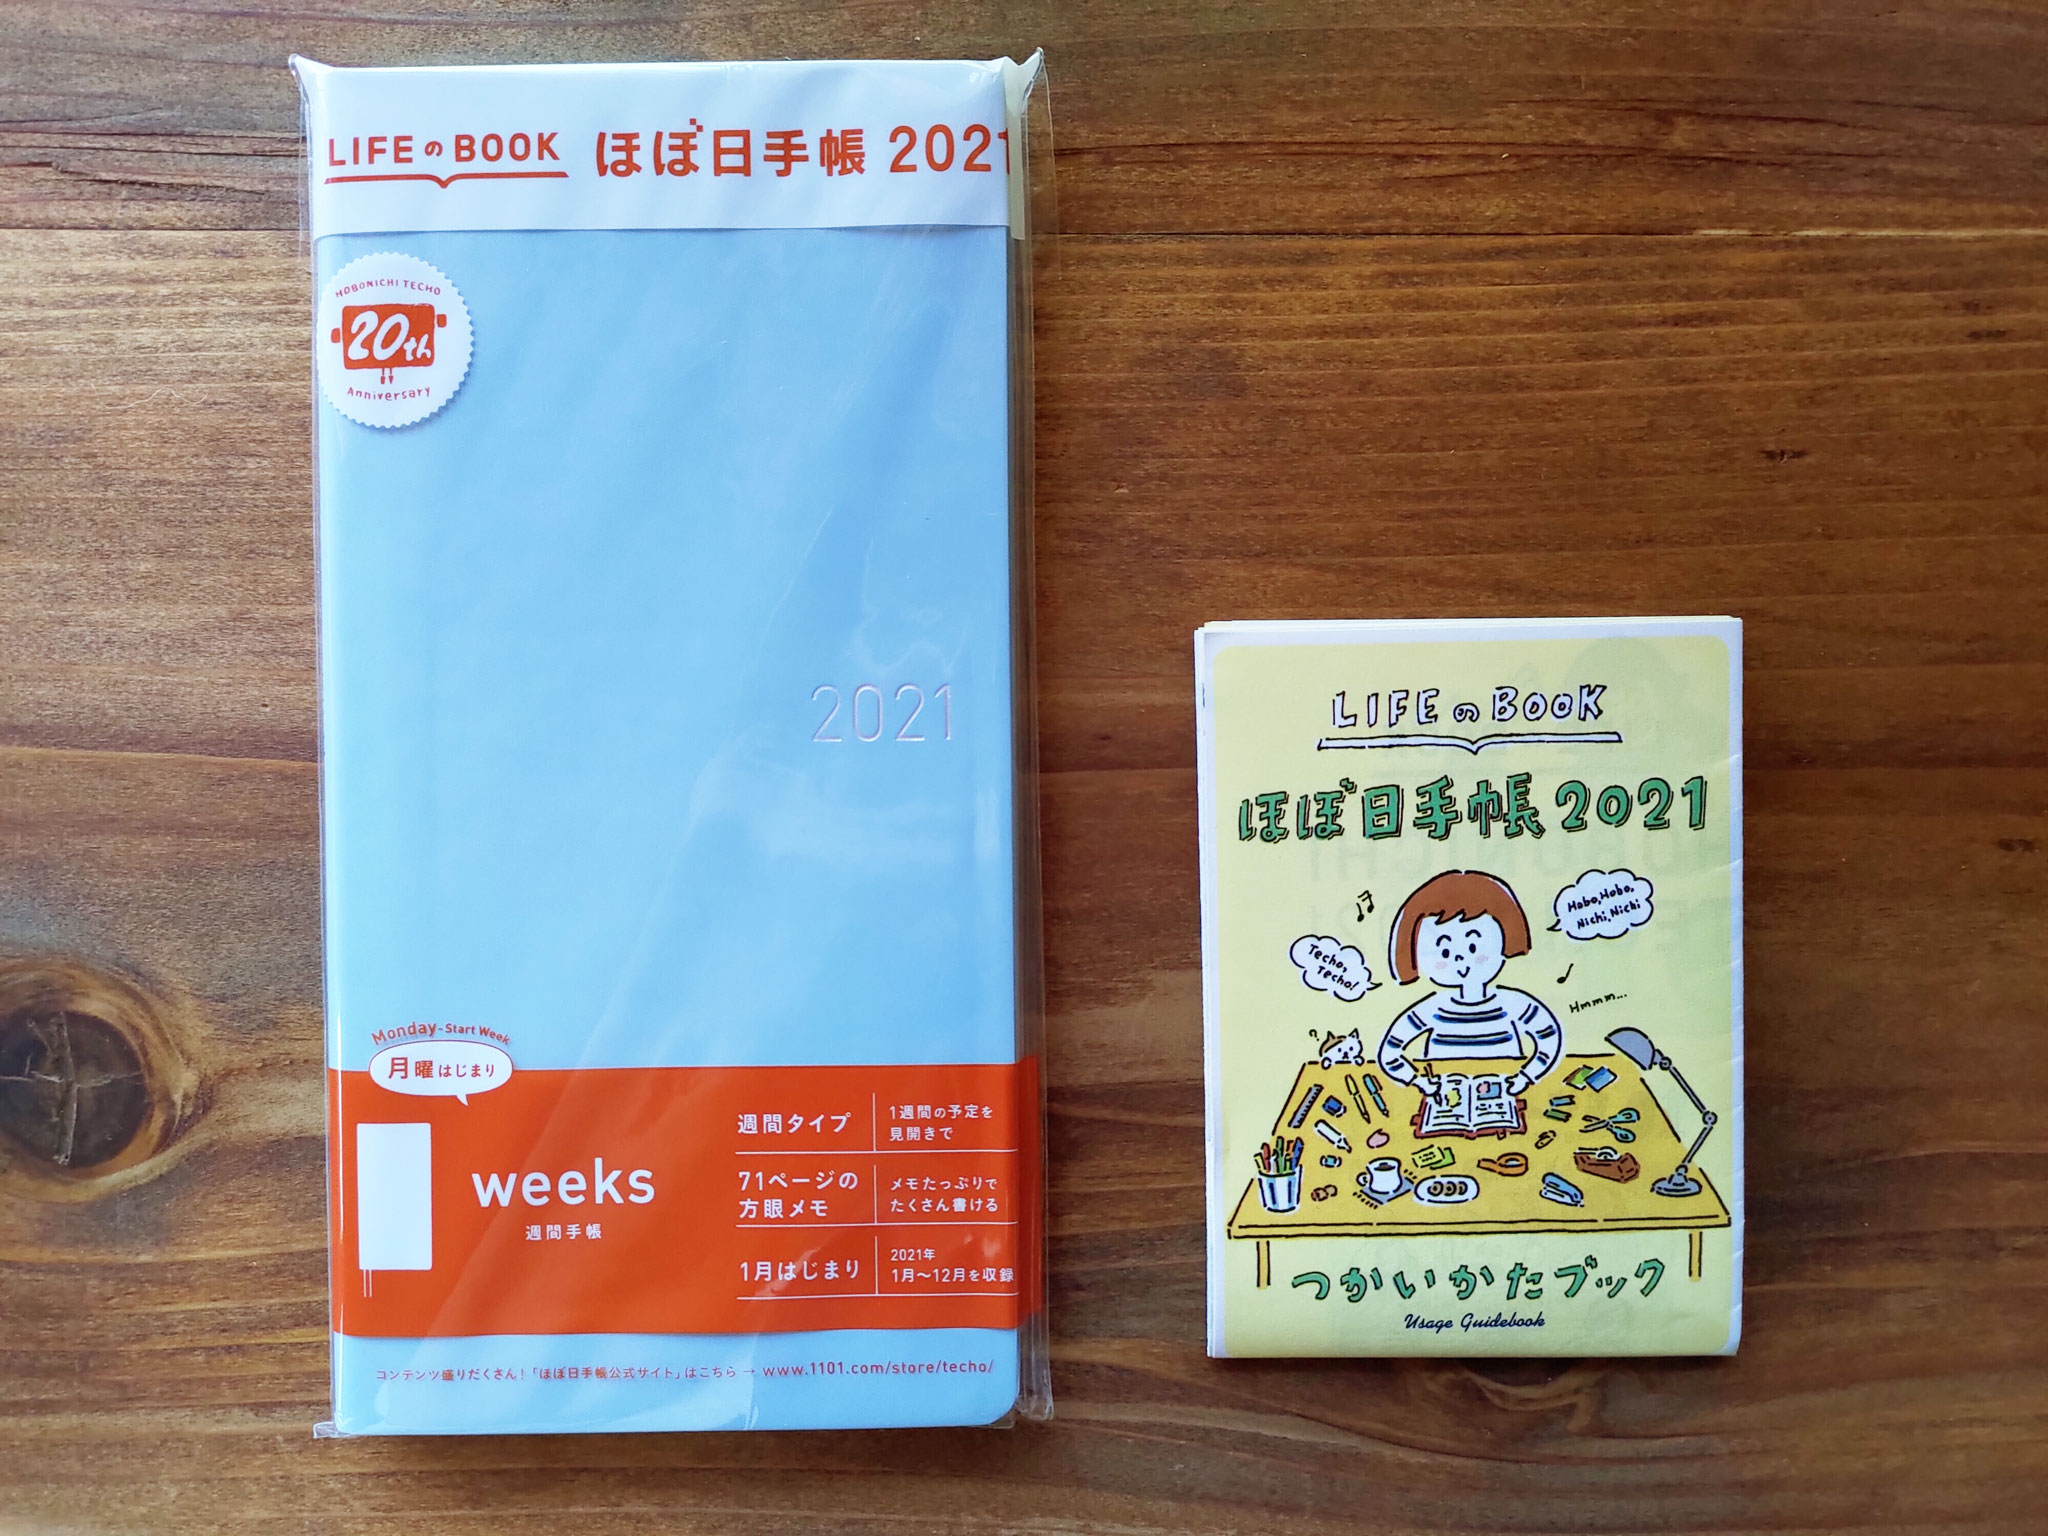 LIFEのBOOK ほぼ日手帳 2021
HOBONICHI TECHO
20th
Anniversary
2021
Monday-Start Week
月曜はじまり
weeks
週間手帳
週間タイプ
1週間の予定を
見開きで
71ページの
方眼メモ
メモたっぷりで
たくさん書ける
1月はじまり
2021年
1月〜12月を収録
コンテンツ盛りだくさん!「ほぼ日手帳公式サイト」はこちら → www.1101.com/store/techo/
LIFEのBOOK
ほぼ日手帳2021
Hobo,Hobo,
Nichi,Nichi
Techo,
Techo!
Hmmm...
?
つかいかたブック
Usage Guidebook